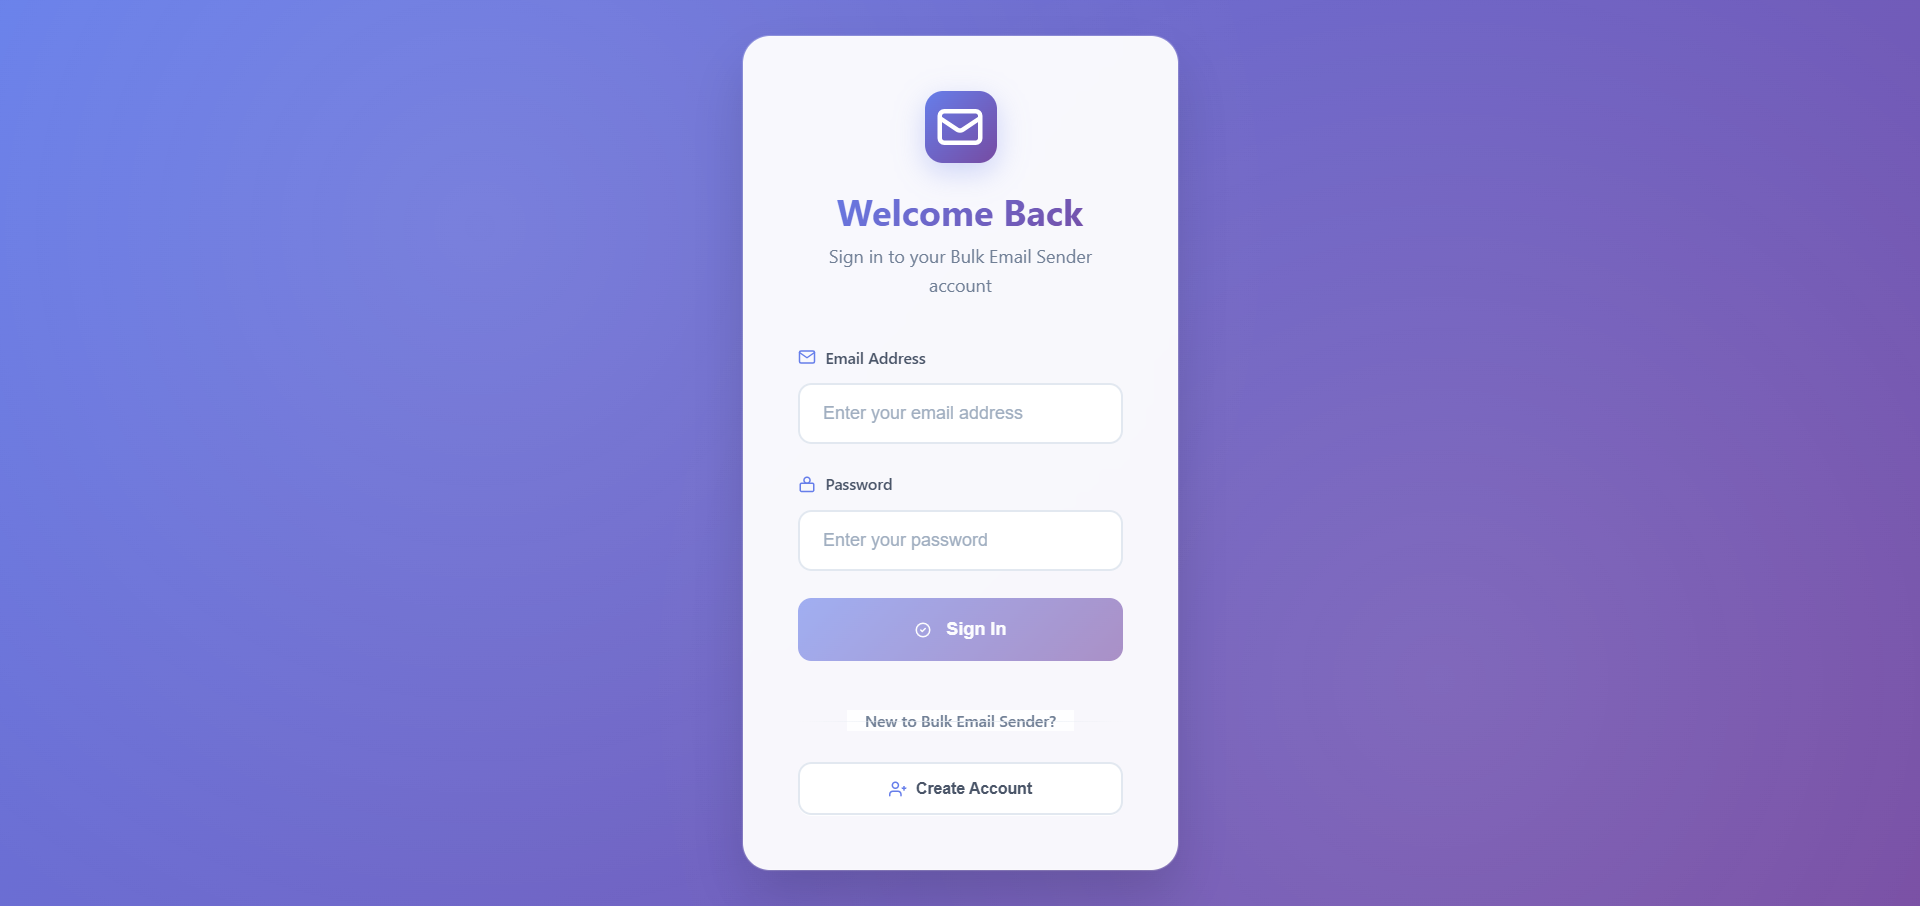 Welcome Back
Sign in to your Bulk Email Sender
account
Email Address
Enter your email address
Password
Enter your password
Sign In
New to Bulk Email Sender?
Create Account